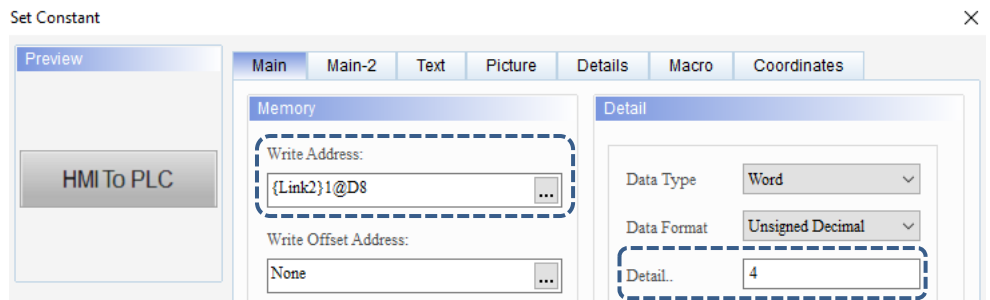 Set Constant
Preview
HMI To PLC
Main Main-2 Text Picture Details Macro Coordinates
Memory
Write Address:
{Link2}1@D8
...
Write Offset Address:
None
...
Detail
Data Type Word
Data Format Unsigned Decimal
Detail.. 4